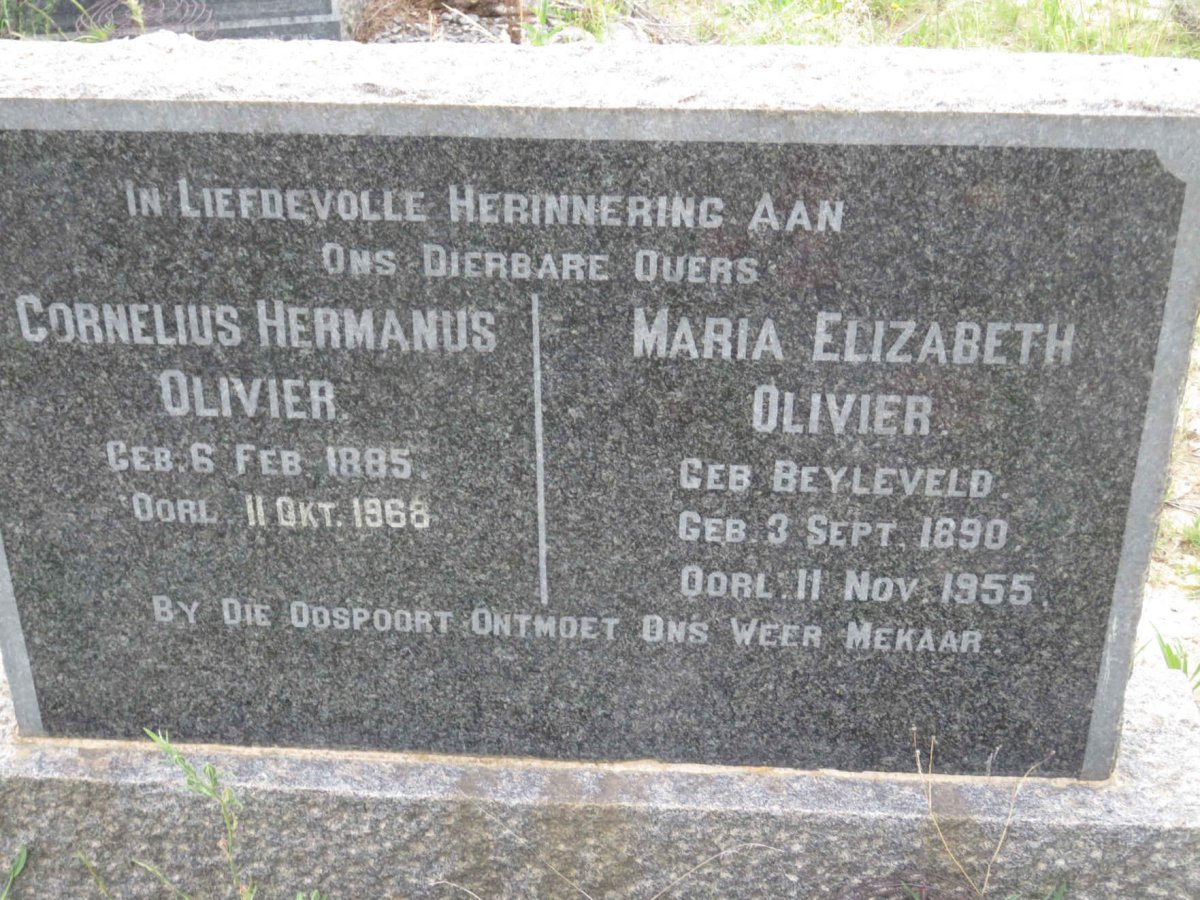 In Liefdevolle Herinnering Aan
Ons Dierbare Ouers
Cornelius Hermanus
Olivier.
Geb. 6 Feb. 1885.
Oorl. 11 Okt. 1968
Maria Elizabeth
Olivier.
Geb Beyleveld.
Geb. 3 Sept. 1890
Oorl. 11 Nov. 1955.
By Die Oospoort Ontmoet Ons Weer Mekaar.